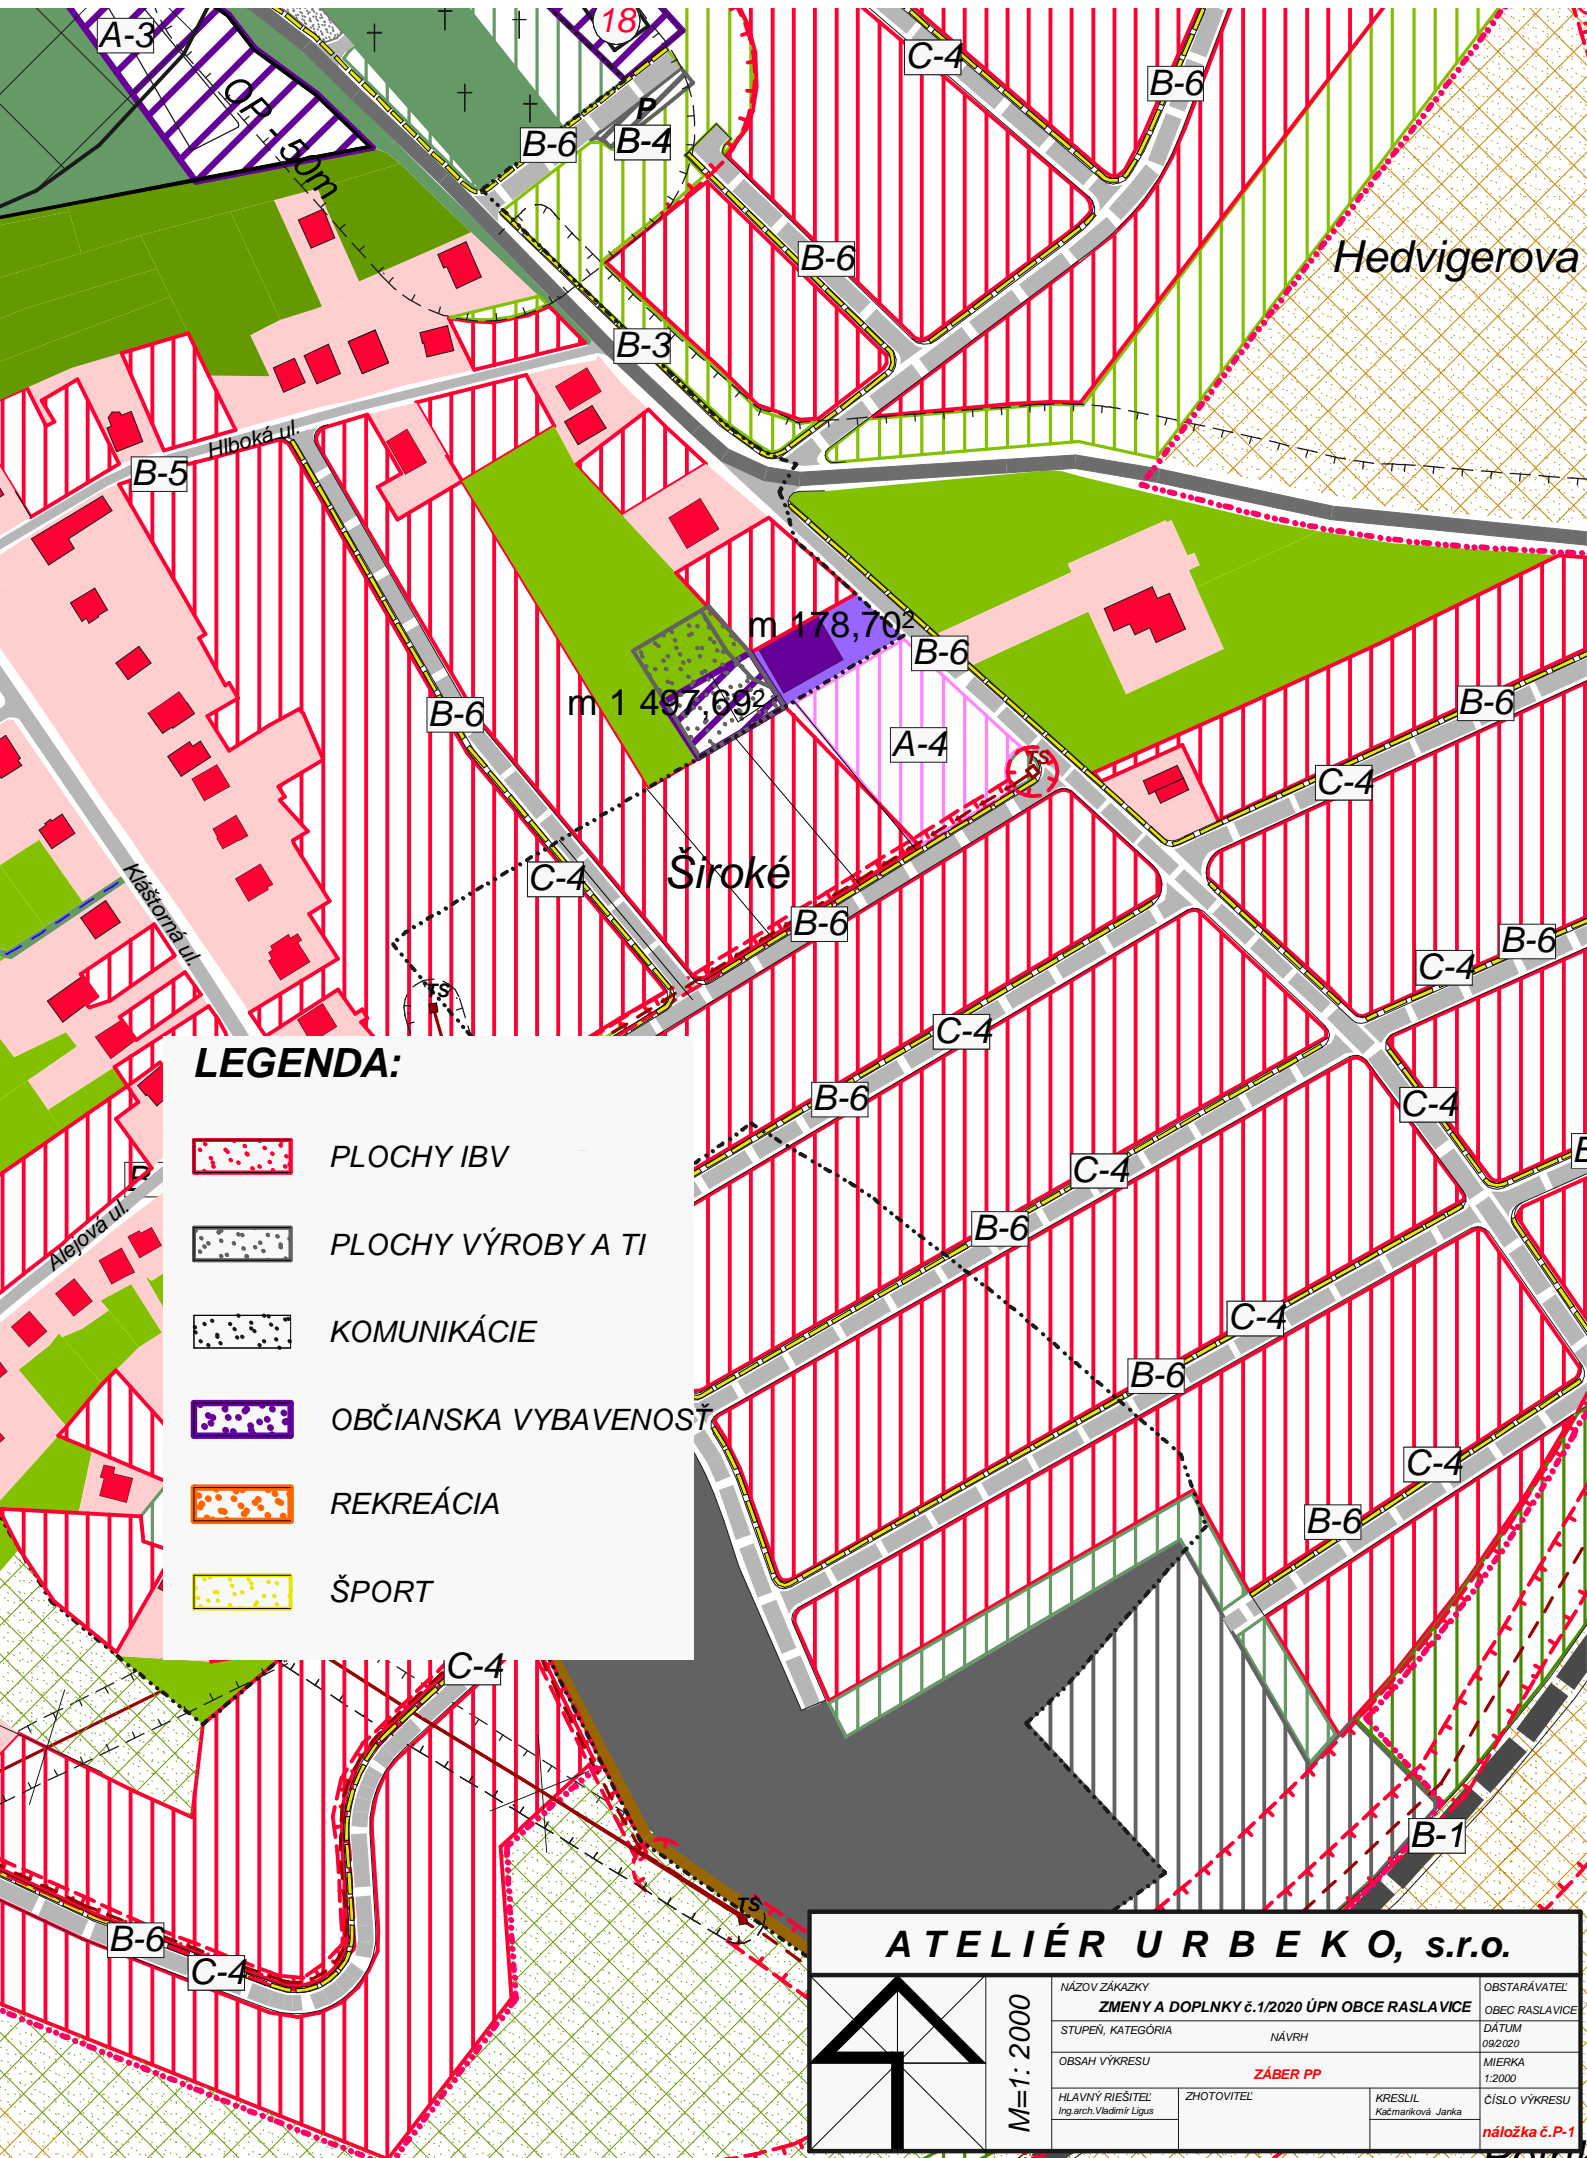 A-3
18
C-4
B-6
OP - 50m
P
B-6
B-4
Hedvigerova
B-6
B-3
Hlboká ul.
B-5
m 178,70²
B-6
m 1 497,69²
B-6
B-6
A-4
TS
C-4
Široké
C-4
Kláštorná ul.
B-6
B-6
C-4
TS
C-4
B-6
C-4
C-4
B-6
Alejová ul.
C-4
B-6
C-4
B-6
LEGENDA:
PLOCHY IBV
PLOCHY VÝROBY A TI
KOMUNIKÁCIE
OBČIANSKA VYBAVENOSŤ
REKREÁCIA
ŠPORT
C-4
B-1
TS
B-6
C-4
ATELIÉR URBEKO, s.r.o.
M=1: 2000
NÁZOV ZÁKAZKY
ZMENY A DOPLNKY č.1/2020 ÚPN OBCE RASLAVICE
OBSTARÁVATEĽ
OBEC RASLAVICE
STUPEŇ, KATEGÓRIA
NÁVRH
DÁTUM
09/2020
OBSAH VÝKRESU
ZÁBER PP
MIERKA
1:2000
HLAVNÝ RIEŠITEĽ
Ing.arch.Vladimír Ligus
ZHOTOVITEĽ
KRESLIL
Kačmariková Janka
ČÍSLO VÝKRESU
náložka č.P-1